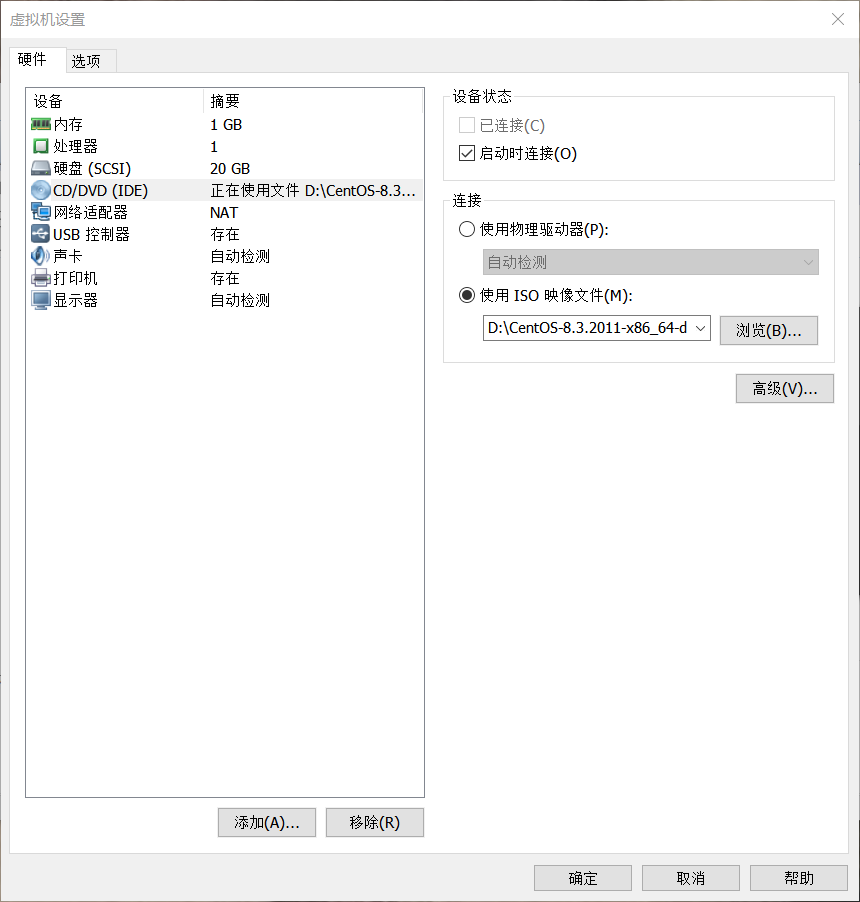 虚拟机设置
硬件 选项
设备 摘要
内存 1 GB
处理器 1
硬盘 (SCSI) 20 GB
CD/DVD (IDE) 正在使用文件 D:\CentOS-8.3...
网络适配器 NAT
USB 控制器 存在
声卡 自动检测
打印机 存在
显示器 自动检测
添加(A)... 移除(R)
设备状态
已连接(C)
启动时连接(O)
连接
使用物理驱动器(P):
自动检测
使用 ISO 映像文件(M):
D:\CentOS-8.3.2011-x86_64-d 浏览(B)...
高级(V)...
确定 取消 帮助